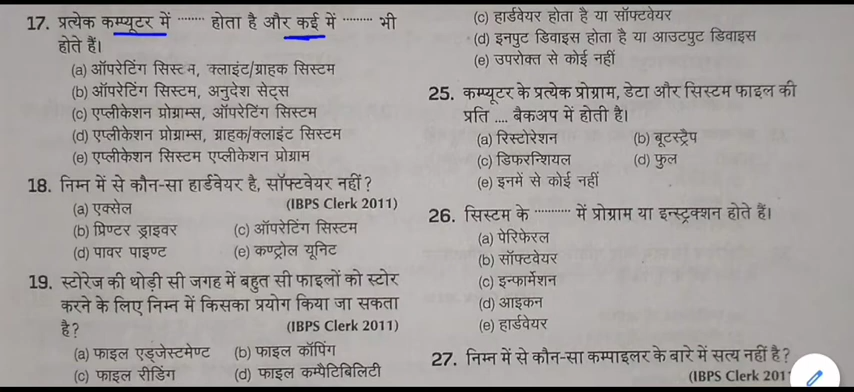 17. प्रत्येक कम्प्यूटर में ........ होता है और कई में ........ भी
होते हैं।
(a) ऑपरेटिंग सिस्टम, क्लाइंट/ग्राहक सिस्टम
(b) ऑपरेटिंग सिस्टम, अनुदेश सेट्स
(c) एप्लीकेशन प्रोग्राम्स, ऑपरेटिंग सिस्टम
(d) एप्लीकेशन प्रोग्राम्स, ग्राहक/क्लाइंट सिस्टम
(e) एप्लीकेशन सिस्टम एप्लीकेशन प्रोग्राम
18. निम्न में से कौन-सा हार्डवेयर है, सॉफ्टवेयर नहीं?
(a) एक्सेल (IBPS Clerk 2011)
(b) प्रिण्टर ड्राइवर (c) ऑपरेटिंग सिस्टम
(d) पावर पाइण्ट (e) कण्ट्रोल यूनिट
19. स्टोरेज की थोड़ी सी जगह में बहुत सी फाइलों को स्टोर
करने के लिए निम्न में किसका प्रयोग किया जा सकता
है? (IBPS Clerk 2011)
(a) फाइल एड्जेस्टमेण्ट (b) फाइल कॉपिंग
(c) फाइल रीडिंग (d) फाइल कम्पैटिबिलिटी
(c) हार्डवेयर होता है या सॉफ्टवेयर
(d) इनपुट डिवाइस होता है या आउटपुट डिवाइस
(e) उपरोक्त से कोई नहीं
25. कम्प्यूटर के प्रत्येक प्रोग्राम, डेटा और सिस्टम फाइल की
प्रति .... बैकअप में होती है।
(a) रिस्टोरेशन (b) बूटस्ट्रैप
(c) डिफरन्शियल (d) फुल
(e) इनमें से कोई नहीं
26. सिस्टम के .......... में प्रोग्राम या इन्स्ट्रक्शन होते हैं।
(a) पेरिफेरल
(b) सॉफ्टवेयर
(c) इन्फार्मेशन
(d) आइकन
(e) हार्डवेयर
27. निम्न में से कौन-सा कम्पाइलर के बारे में सत्य नहीं है?
(IBPS Clerk 201